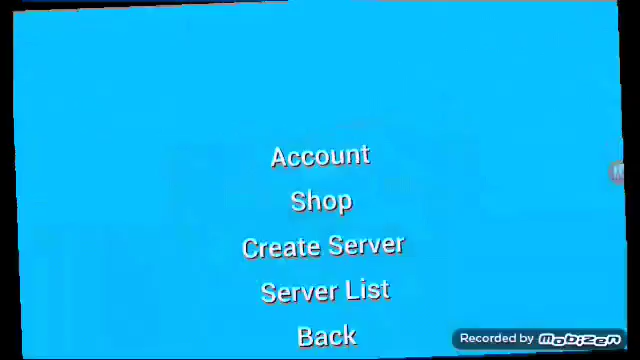 Account
Shop
Create Server
Server List
Back
Recorded by MOBIZEN